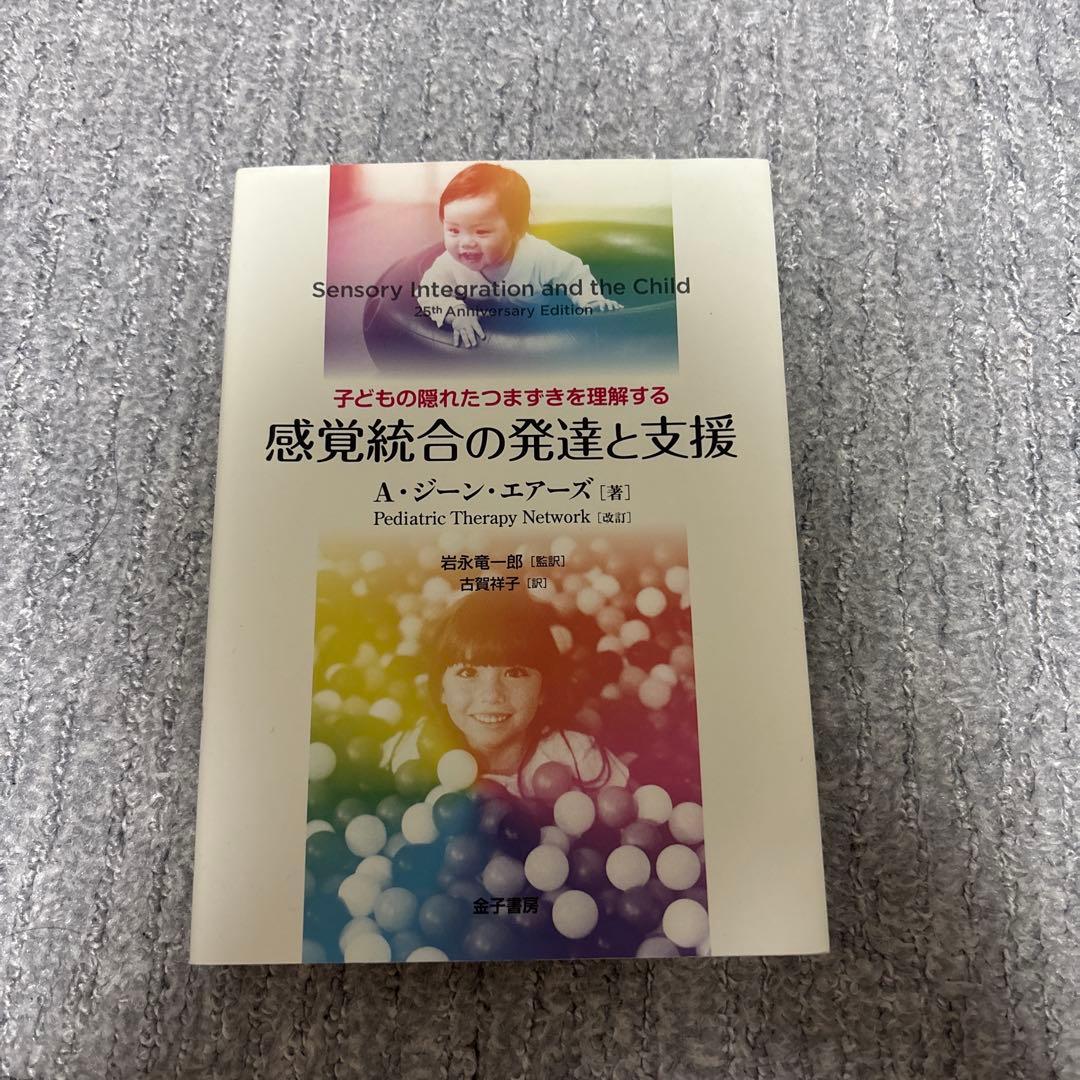 Sensory Integration and the Child
25th Anniversary Edition
子どもの隠れたつまずきを理解する
感覚統合の発達と支援
A・ジーン・エアーズ［著］
Pediatric Therapy Network［改訂］
岩永竜一郎［監訳］
古賀祥子［訳］
金子書房